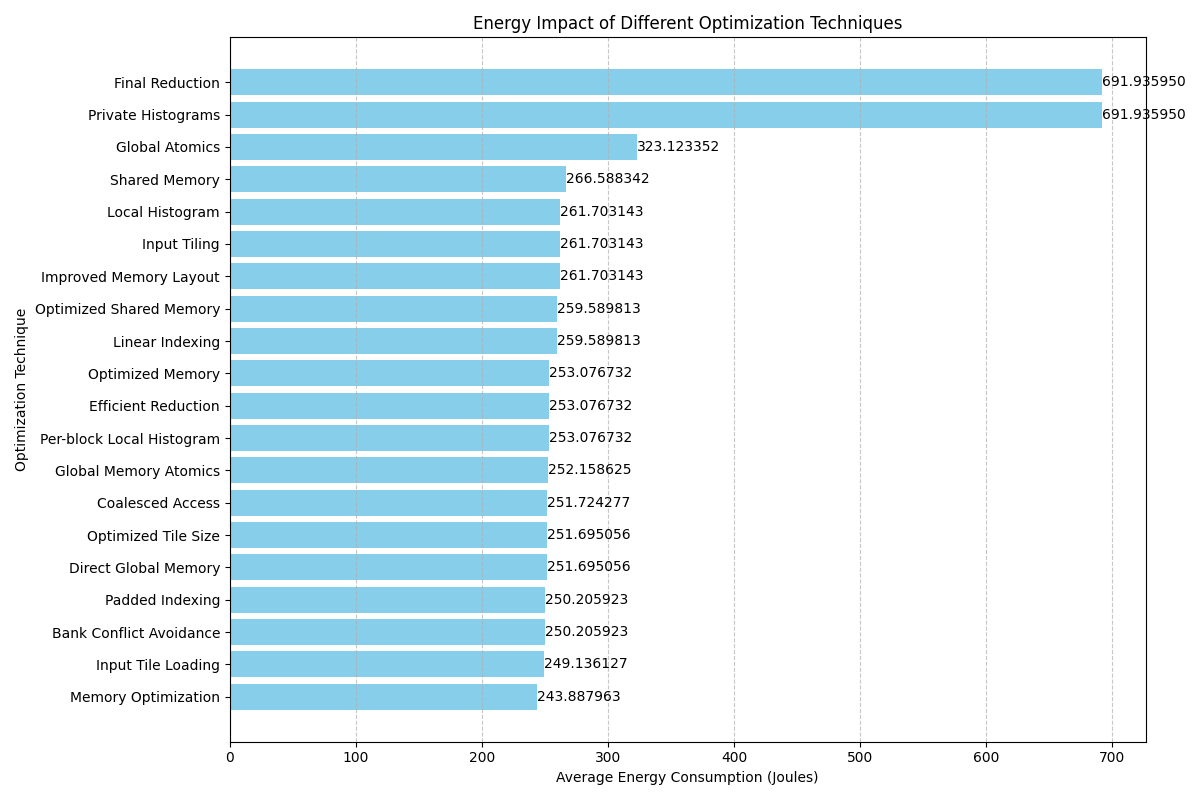 Energy Impact of Different Optimization Techniques
Final Reduction 691.935950
Private Histograms 691.935950
Global Atomics 323.123352
Shared Memory 266.588342
Local Histogram 261.703143
Input Tiling 261.703143
Improved Memory Layout 261.703143
Optimized Shared Memory 259.589813
Linear Indexing 259.589813
Optimized Memory 253.076732
Efficient Reduction 253.076732
Per-block Local Histogram 253.076732
Global Memory Atomics 252.158625
Coalesced Access 251.724277
Optimized Tile Size 251.695056
Direct Global Memory 251.695056
Padded Indexing 250.205923
Bank Conflict Avoidance 250.205923
Input Tile Loading 249.136127
Memory Optimization 243.887963
Optimization Technique
0 100 200 300 400 500 600 700
Average Energy Consumption (Joules)